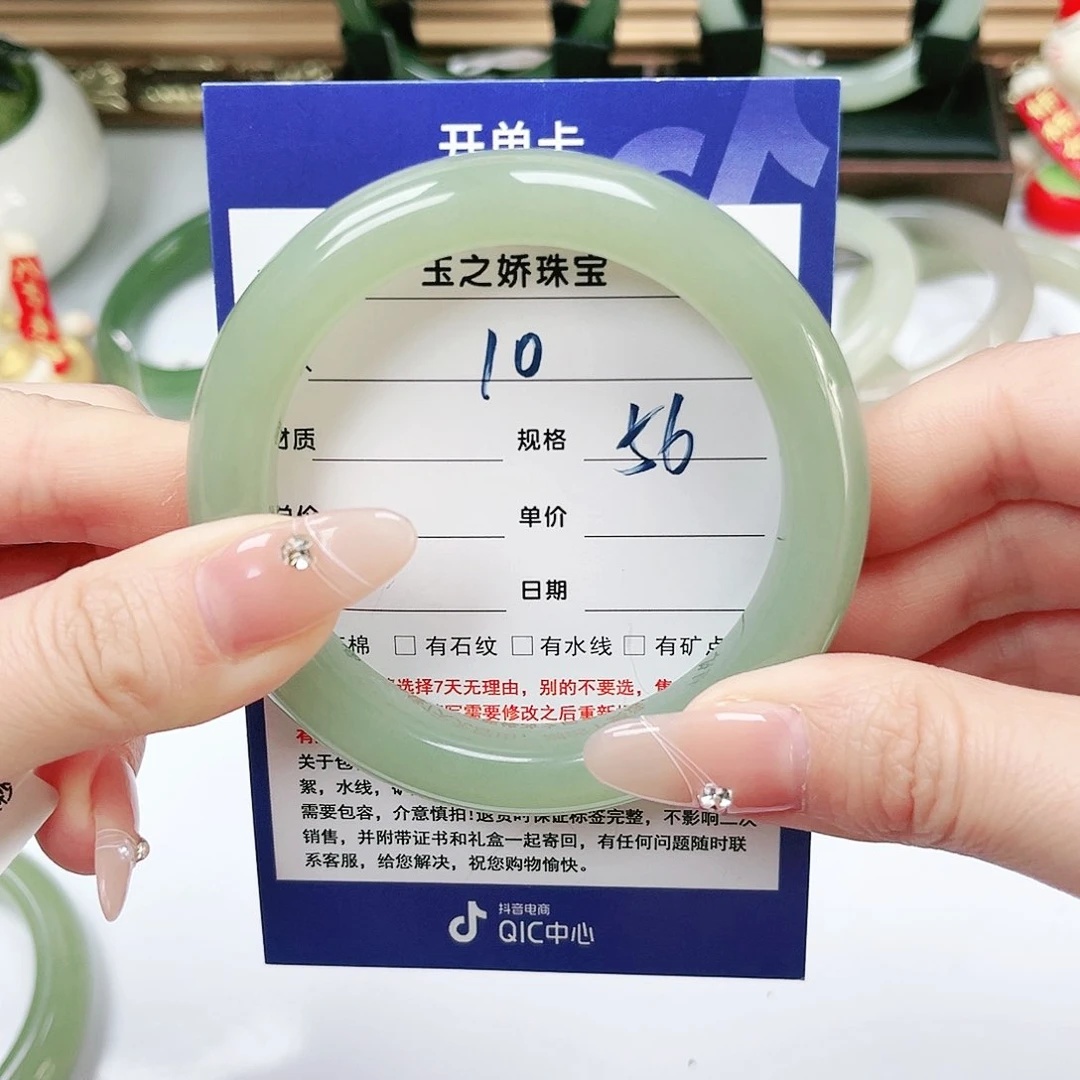 开单卡
玉之娇珠宝
10
材质 规格 56
总价 单价
日期
棉 □ 有石纹 □ 有水线 □ 有矿点
选择7天无理由，别的不要选，
需要修改之后重新
有
关于包
絮，水线，
需要包容，介意慎拍！退货时保证标签完整，不影响二次
销售，并附带证书和礼盒一起寄回，有任何问题随时联
系客服，给您解决，祝您购物愉快。
抖音电商
QIC中心